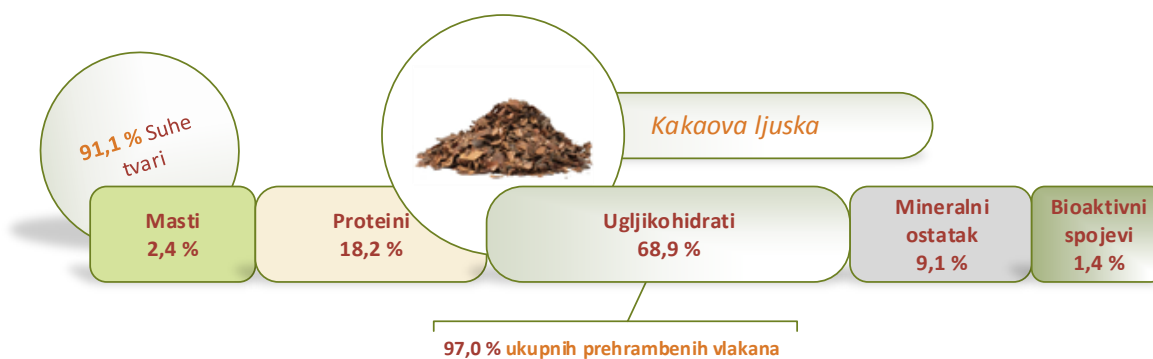 91,1 % Suhe
tvari
Kakaova ljuska
Masti
2,4 %
Proteini
18,2 %
Ugljikohidrati
68,9 %
Mineralni
ostatak
9,1 %
Bioaktivni
spojevi
1,4 %
97,0 % ukupnih prehrambenih vlakana